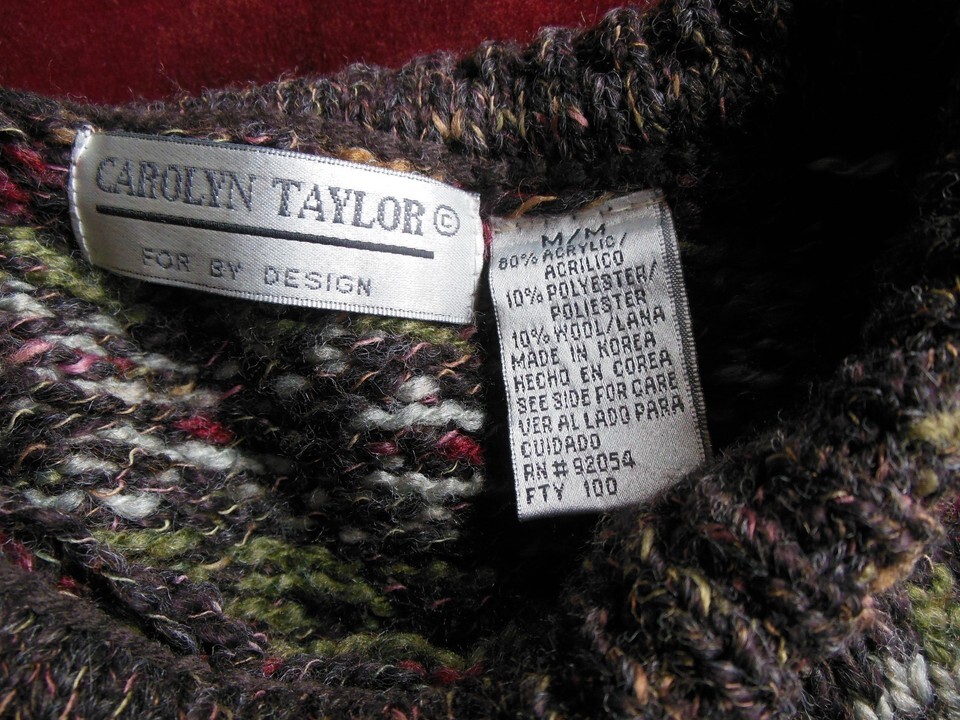 CAROLYN TAYLOR ©
FOR BY DESIGN
M/M
80% ACRYLIC/
ACRILICO
10% POLYESTER/
POLIESTER
10% WOOL/LANA
MADE IN KOREA
HECHO EN COREA
SEE SIDE FOR CARE
VER AL LADO PARA
CUIDADO
RN # 92054
FTY 100